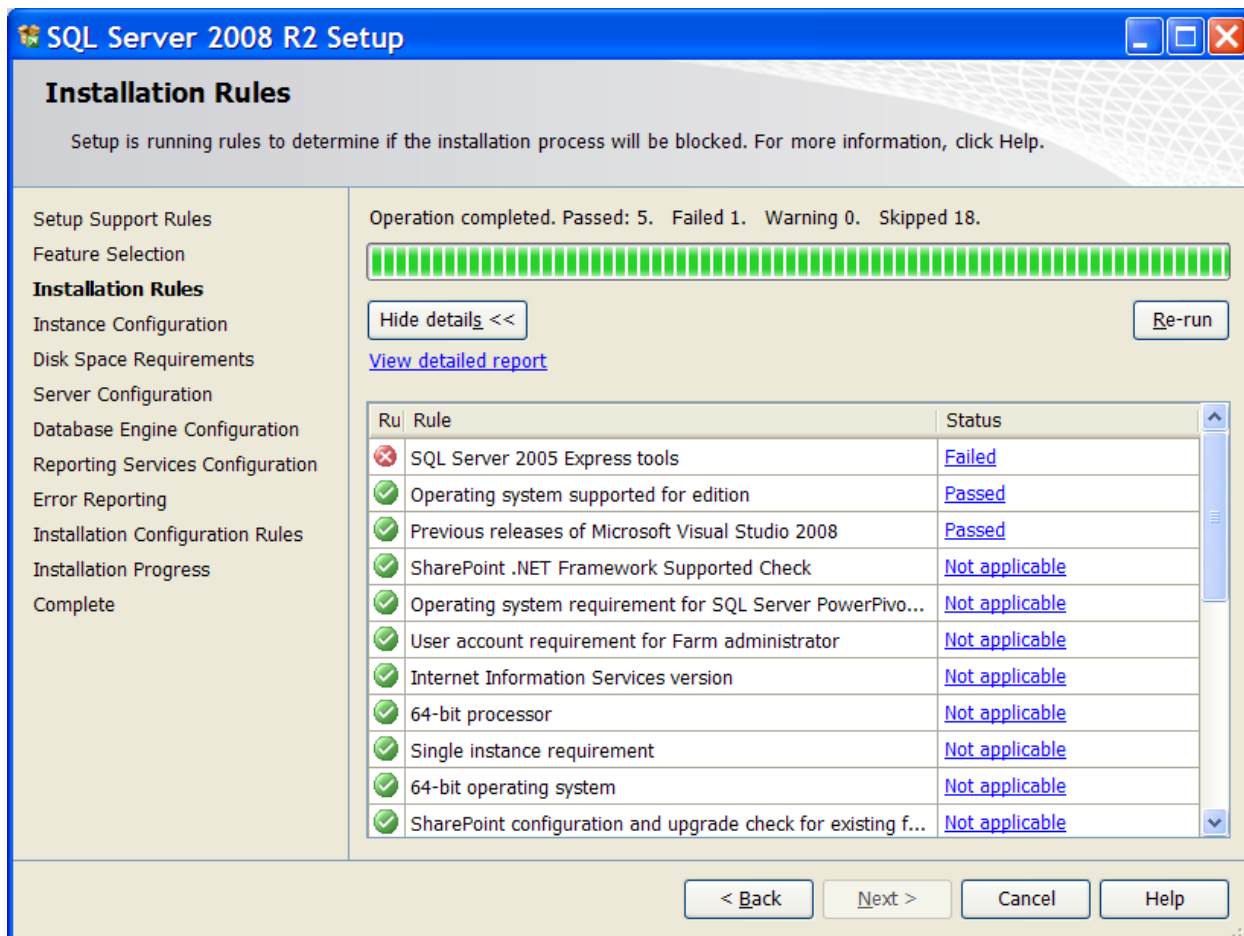 SQL Server 2008 R2 Setup
Installation Rules
Setup is running rules to determine if the installation process will be blocked. For more information, click Help.
Setup Support Rules
Feature Selection
Installation Rules
Instance Configuration
Disk Space Requirements
Server Configuration
Database Engine Configuration
Reporting Services Configuration
Error Reporting
Installation Configuration Rules
Installation Progress
Complete
Operation completed. Passed: 5. Failed 1. Warning 0. Skipped 18.
Hide details <<
Re-run
View detailed report
Ru Rule Status
SQL Server 2005 Express tools Failed
Operating system supported for edition Passed
Previous releases of Microsoft Visual Studio 2008 Passed
SharePoint .NET Framework Supported Check Not applicable
Operating system requirement for SQL Server PowerPivo... Not applicable
User account requirement for Farm administrator Not applicable
Internet Information Services version Not applicable
64-bit processor Not applicable
Single instance requirement Not applicable
64-bit operating system Not applicable
SharePoint configuration and upgrade check for existing f... Not applicable
< Back Next > Cancel Help